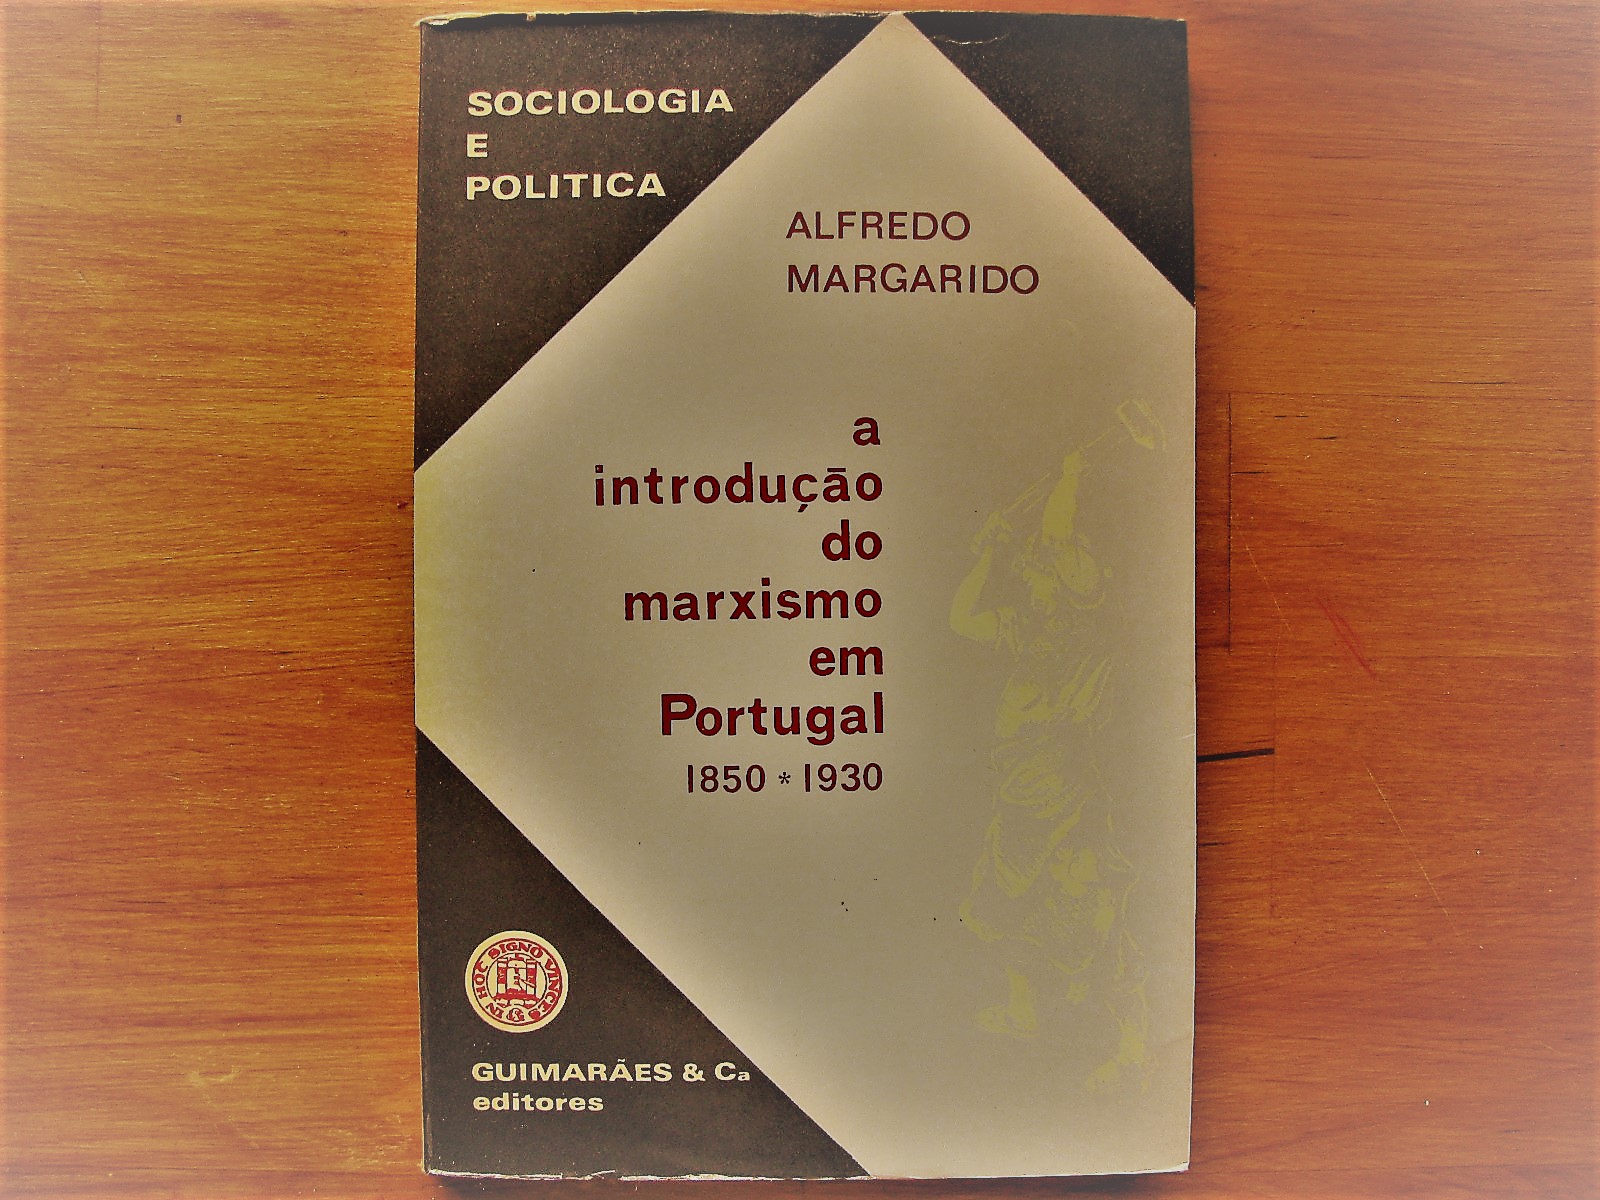 SOCIOLOGIA
E
POLITICA
ALFREDO
MARGARIDO
a
introdução
do
marxismo
em
Portugal
1850 * 1930
IN HOC SIGNO VINCES
GUIMARÃES & Ca
editores